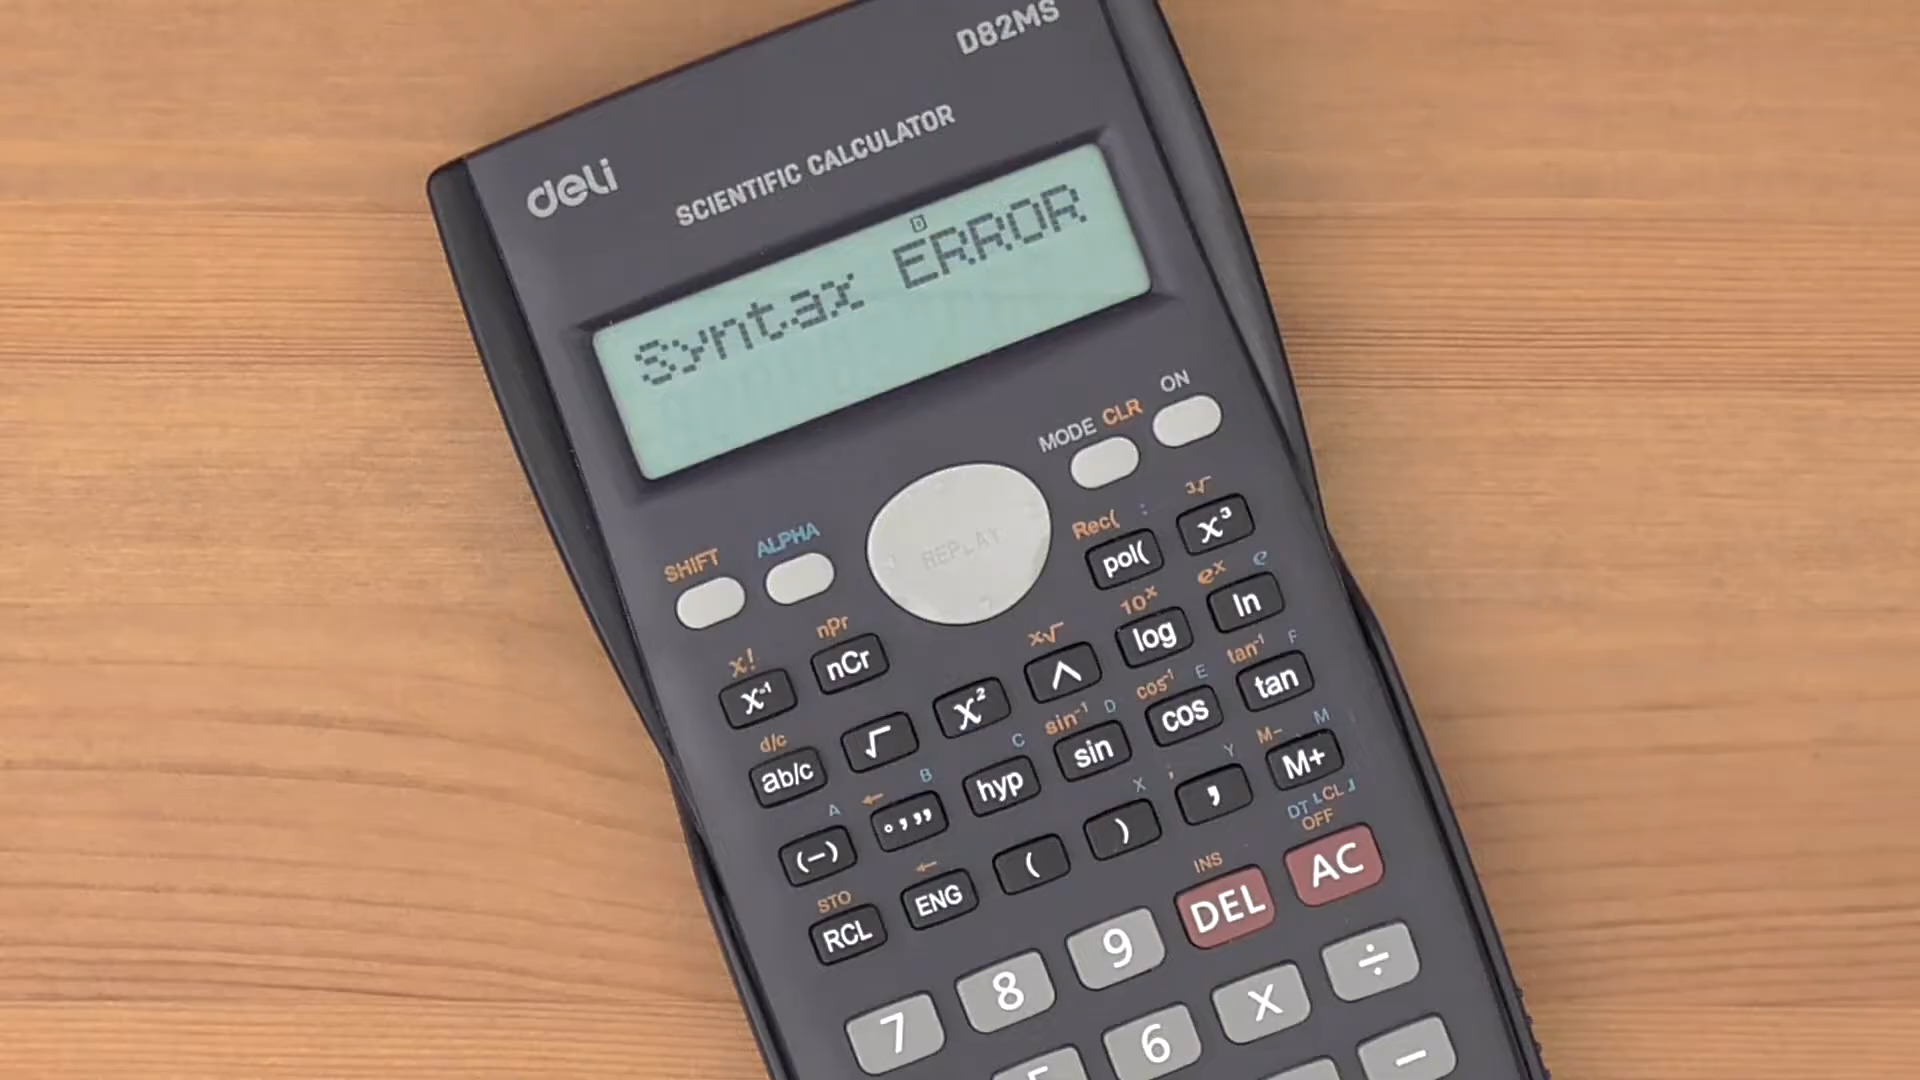 D82MS
deli
SCIENTIFIC CALCULATOR
D
Syntax ERROR
ON
MODE CLR
SHIFT ALPHA
REPLAY
Rec( : ³√
pol( x³
x! nPr x√ 10ˣ eˣ e
x⁻¹ nCr log ln
d/c √ x² ^ sin⁻¹ D cos⁻¹ E tan⁻¹ F
ab/c sin cos tan
A ← B C X ; Y M- M
(–) ° ’ ’’ hyp , M+
STO ← ( ) DT CL
RCL ENG INS OFF
DEL AC
7 8 9
6 × ÷
5 –